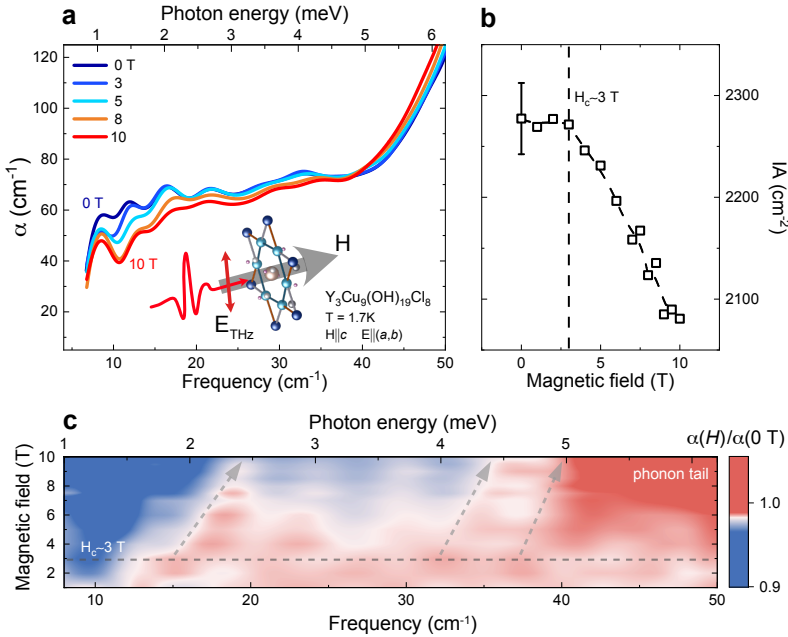 a
Photon energy (meV)
1 2 3 4 5 6
0 T
3
5
8
10
α (cm⁻¹)
120
100
80
60
40
20
0 T
10 T
H
E_THz
Y₃Cu₉(OH)₁₉Cl₈
T = 1.7K
H||c E||(a,b)
10 20 30 40 50
Frequency (cm⁻¹)
b
H_c~3 T
2300
2200
2100
IA (cm⁻²)
0 5 10
Magnetic field (T)
c
Photon energy (meV)
1 2 3 4 5
α(H)/α(0 T)
Magnetic field (T)
10
8
6
4
2
phonon tail
H_c~3 T
1.0
0.9
10 20 30 40 50
Frequency (cm⁻¹)